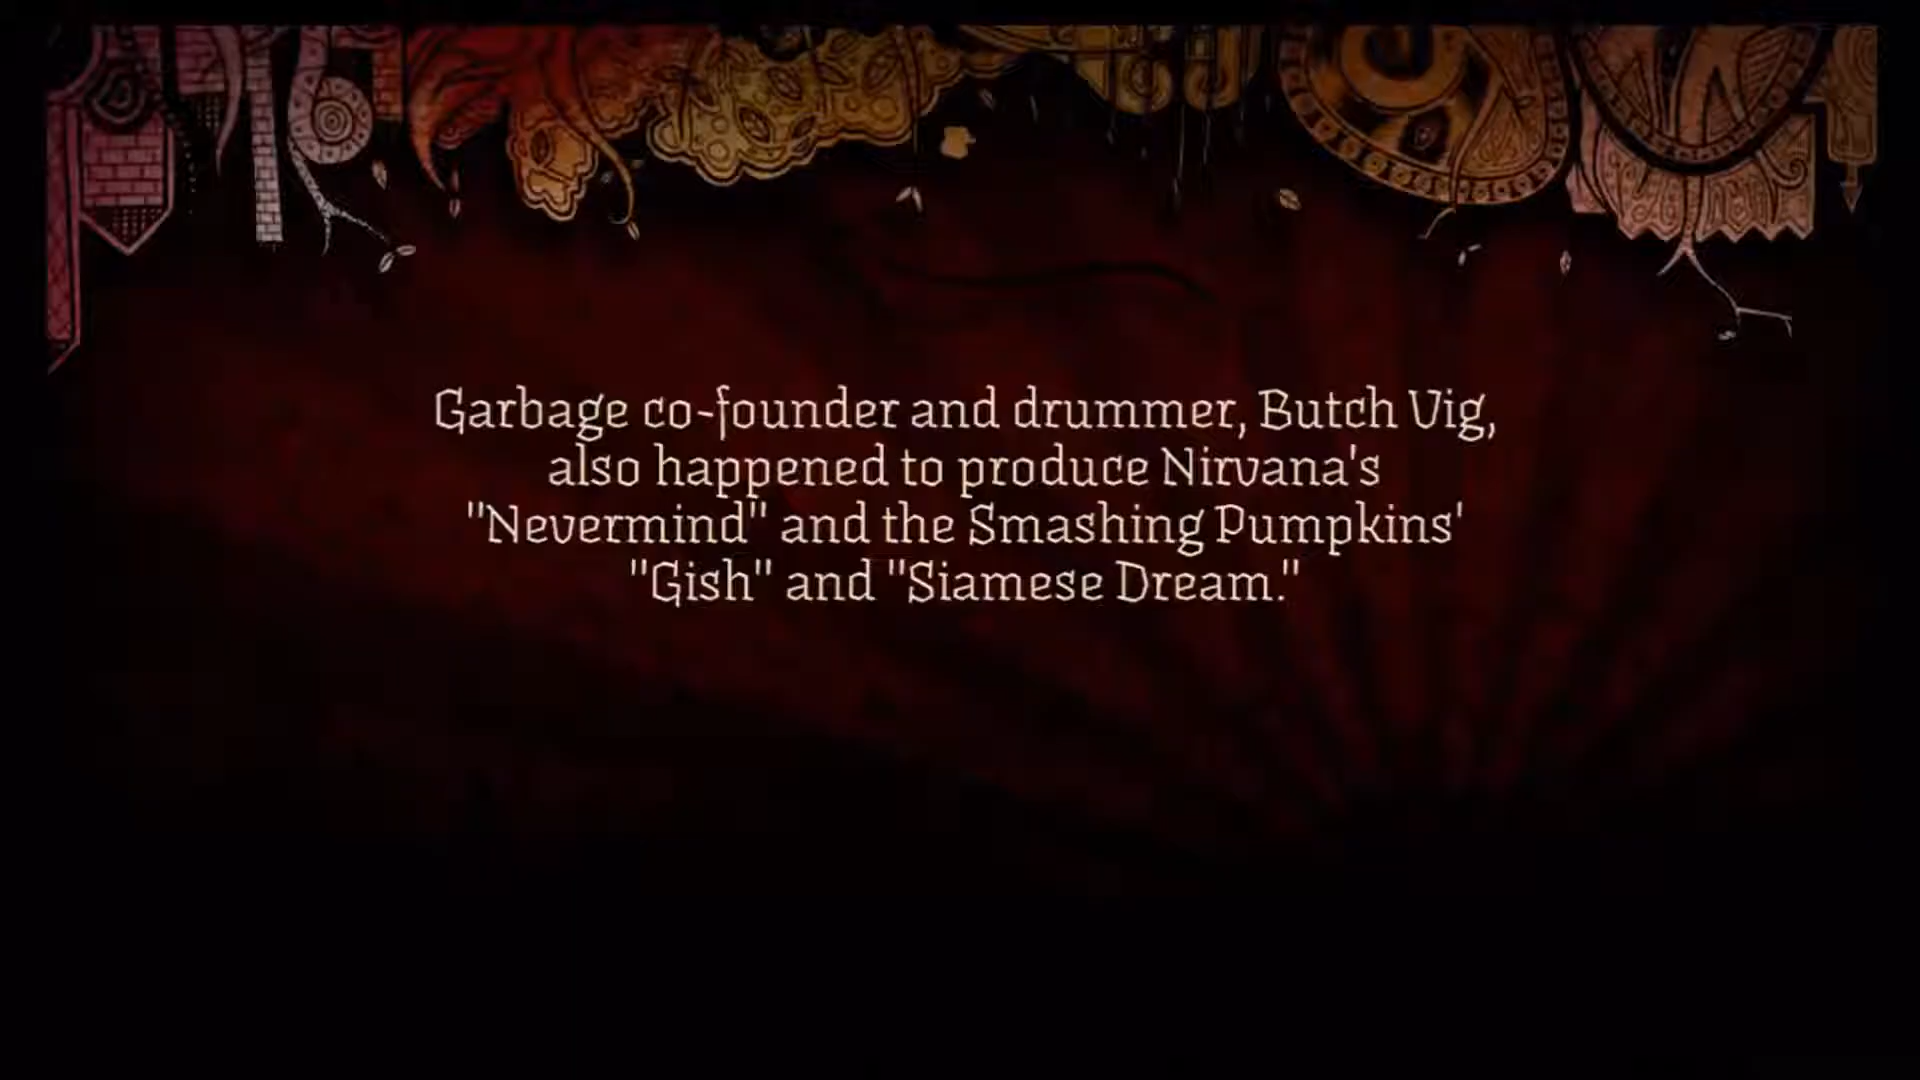 Garbage co-founder and drummer, Butch Vig,
also happened to produce Nirvana's
"Nevermind" and the Smashing Pumpkins'
"Gish" and "Siamese Dream."